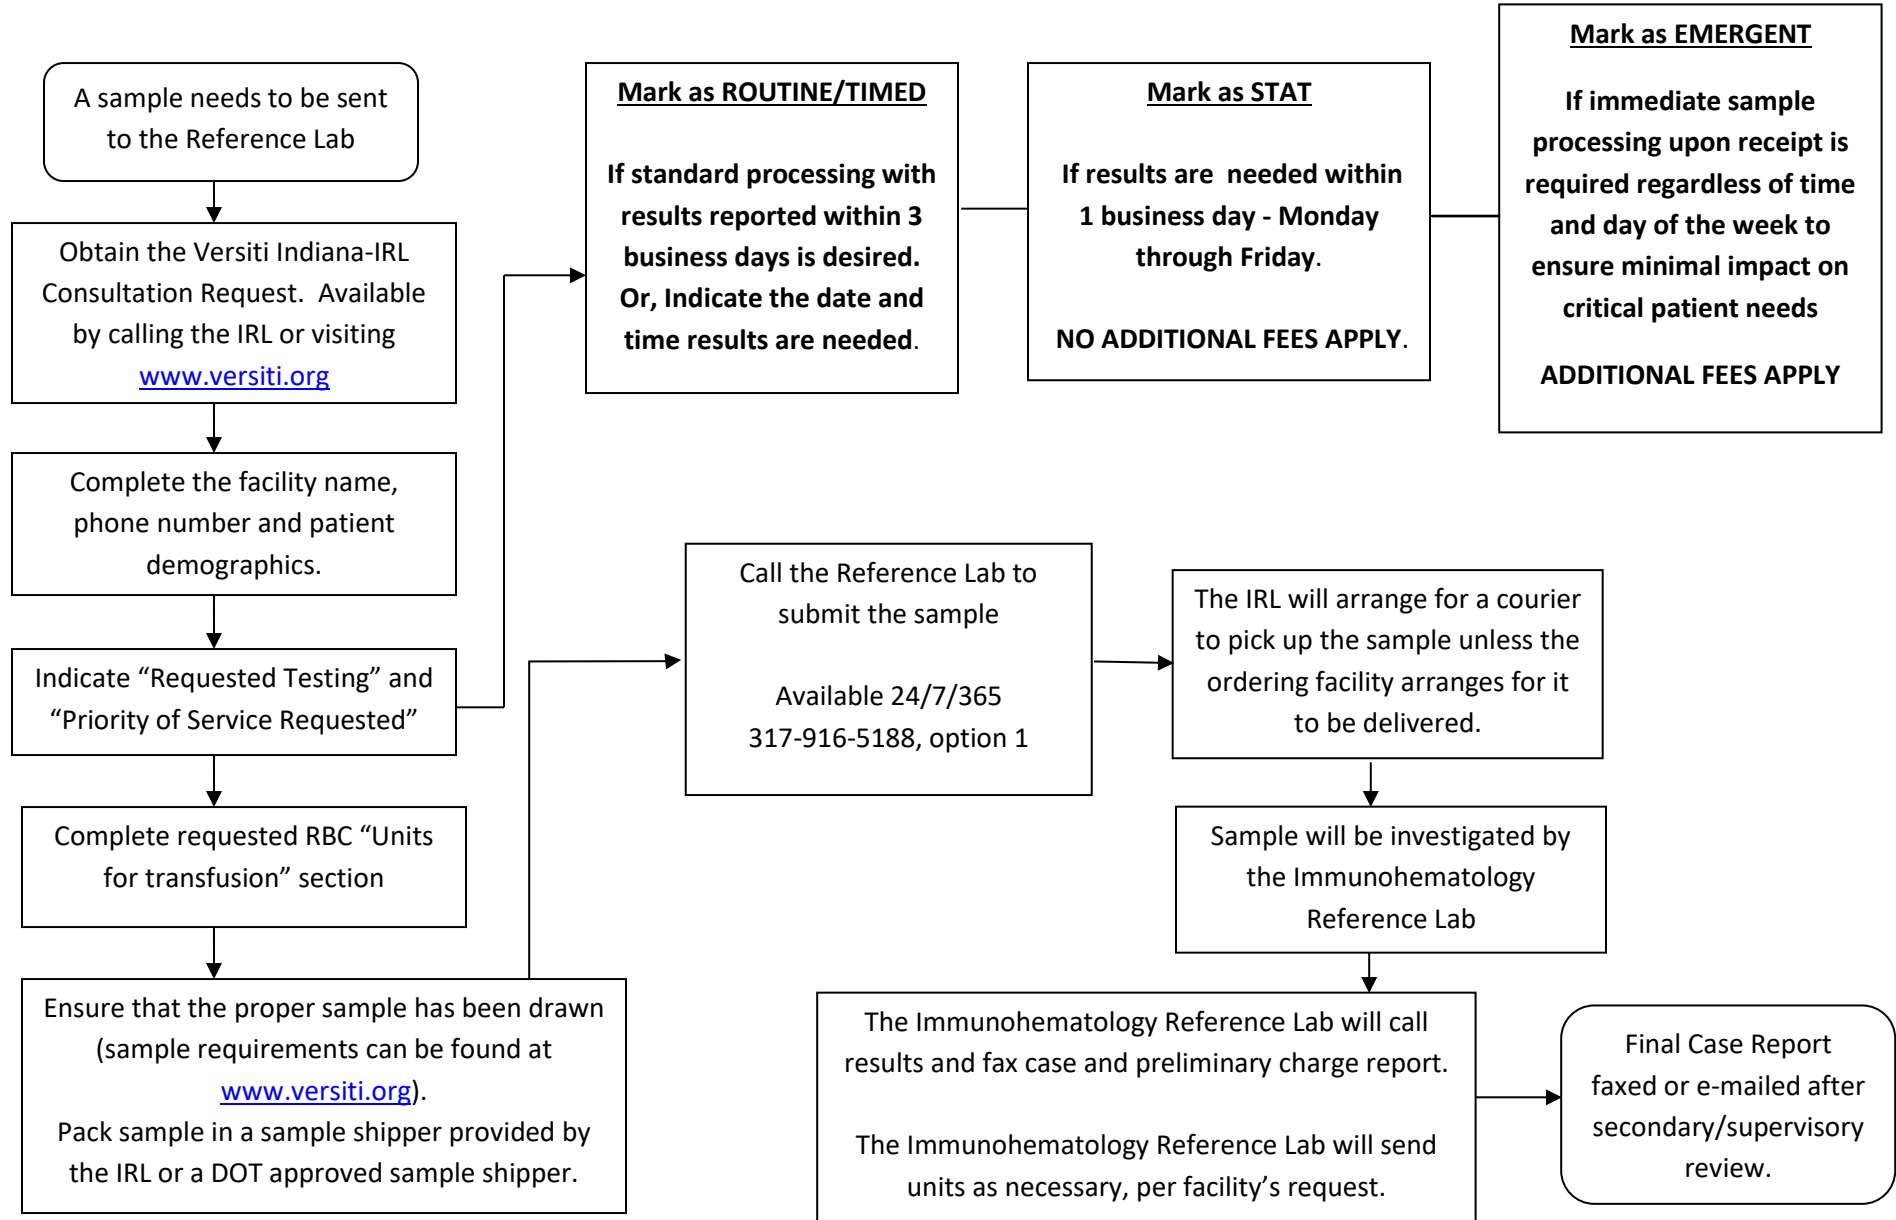 A sample needs to be sent
to the Reference Lab
Obtain the Versiti Indiana-IRL
Consultation Request.  Available
by calling the IRL or visiting
www.versiti.org
Complete the facility name,
phone number and patient
demographics.
Indicate “Requested Testing” and
“Priority of Service Requested”
Mark as ROUTINE/TIMED
If standard processing with
results reported within 3
business days is desired.
Or, Indicate the date and
time results are needed.
Mark as STAT
If results are  needed within
1 business day - Monday
through Friday.
NO ADDITIONAL FEES APPLY.
Mark as EMERGENT
If immediate sample
processing upon receipt is
required regardless of time
and day of the week to
ensure minimal impact on
critical patient needs
ADDITIONAL FEES APPLY
Complete requested RBC “Units
for transfusion” section
Ensure that the proper sample has been drawn
(sample requirements can be found at
www.versiti.org).
Pack sample in a sample shipper provided by
the IRL or a DOT approved sample shipper.
Call the Reference Lab to
submit the sample
Available 24/7/365
317-916-5188, option 1
The IRL will arrange for a courier
to pick up the sample unless the
ordering facility arranges for it
to be delivered.
Sample will be investigated by
the Immunohematology
Reference Lab
The Immunohematology Reference Lab will call
results and fax case and preliminary charge report.
The Immunohematology Reference Lab will send
units as necessary, per facility’s request.
Final Case Report
faxed or e-mailed after
secondary/supervisory
review.